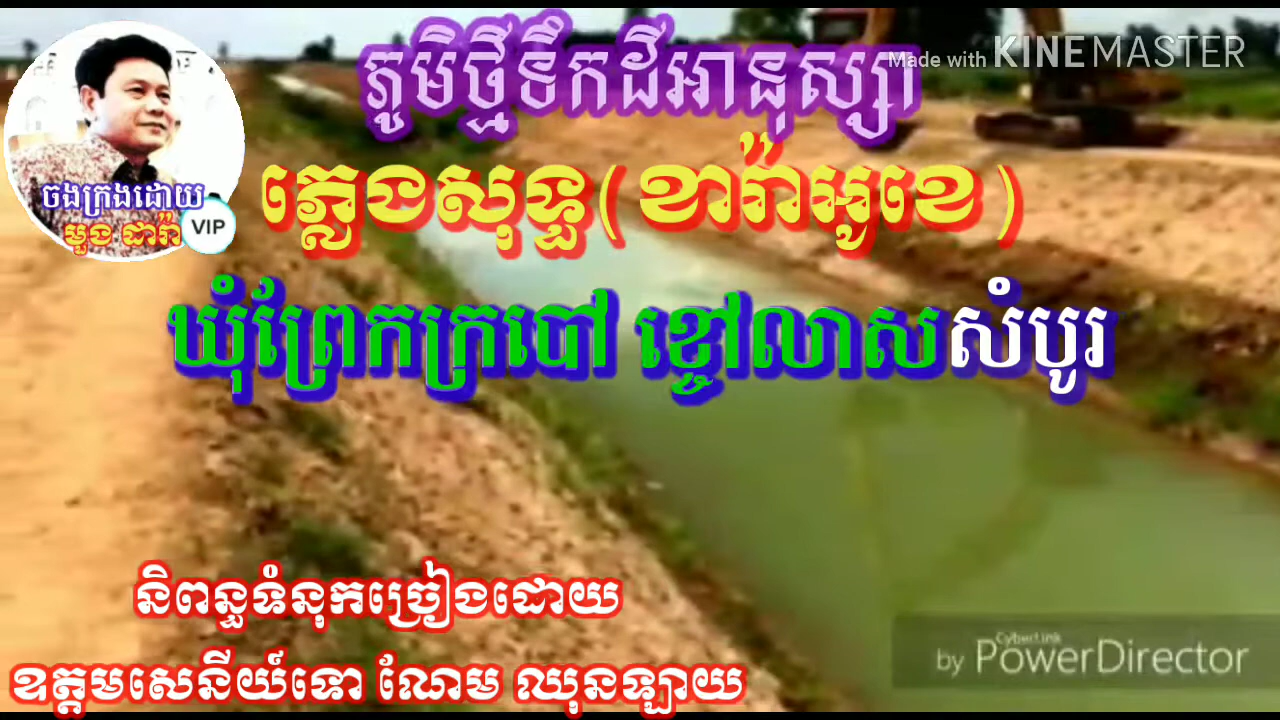 ភូមិថ្មីទឹកដីអានុស្សា
Made with KINEMASTER
ចងក្រងដោយ
មួង ដារ៉ា
VIP
ភ្លេងសុទ្ធ(ខារ៉ាអូខេ)
ឃុំព្រែកក្របៅ ខ្ចៅលាសសំបូរ
និពន្ធទំនុកច្រៀងដោយ
ឧត្តមសេនីយ៍ទោ ណែម ឈុនឡាយ
CyberLink
by PowerDirector